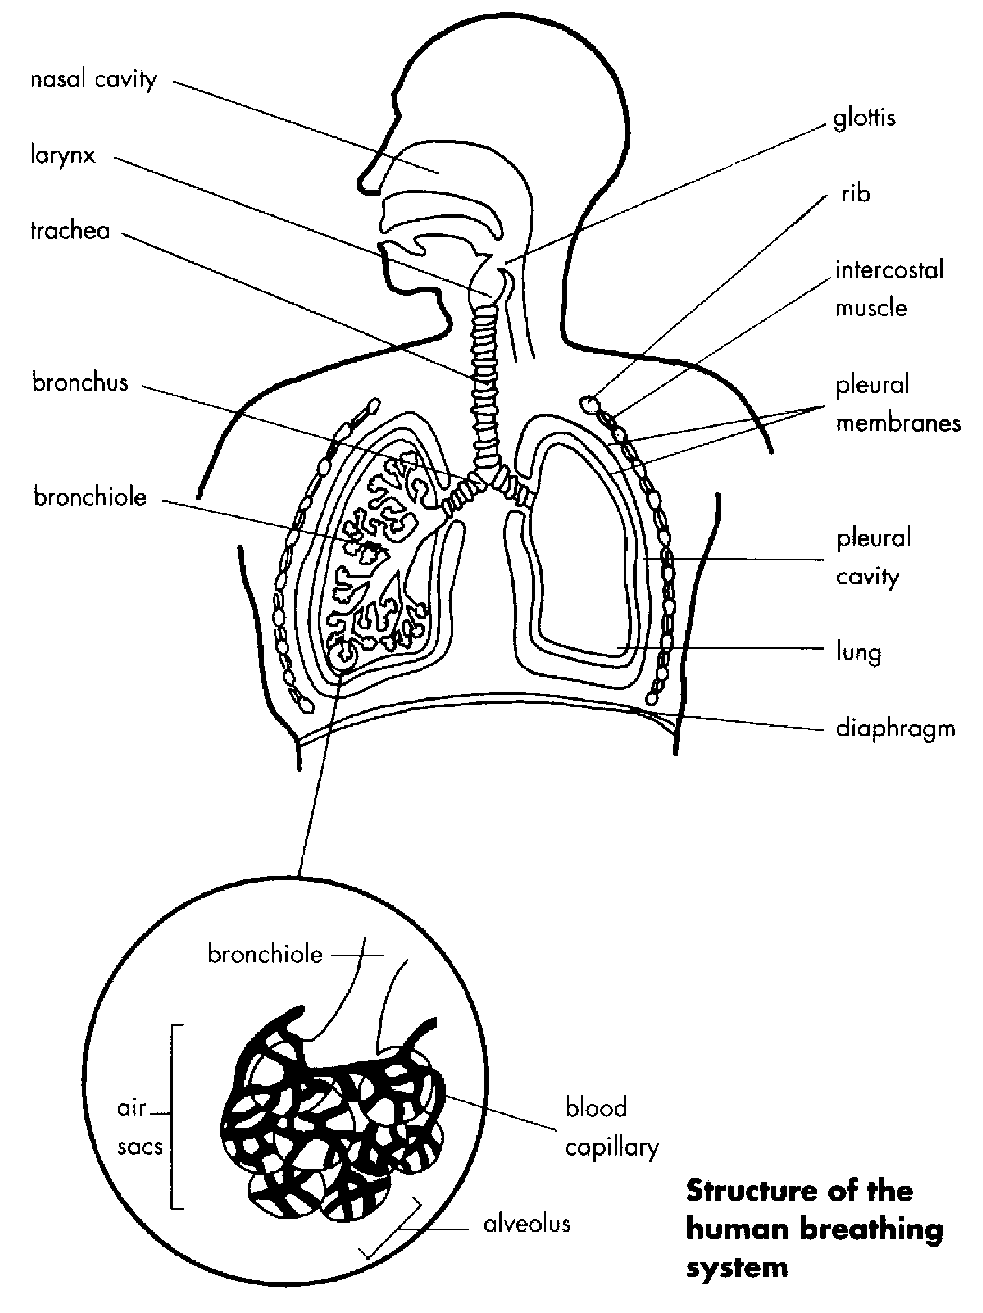 nasal cavity
larynx
trachea
bronchus
bronchiole
glottis
rib
intercostal
muscle
pleural
membranes
pleural
cavity
lung
diaphragm
bronchiole
air
sacs
blood
capillary
alveolus
Structure of the
human breathing
system